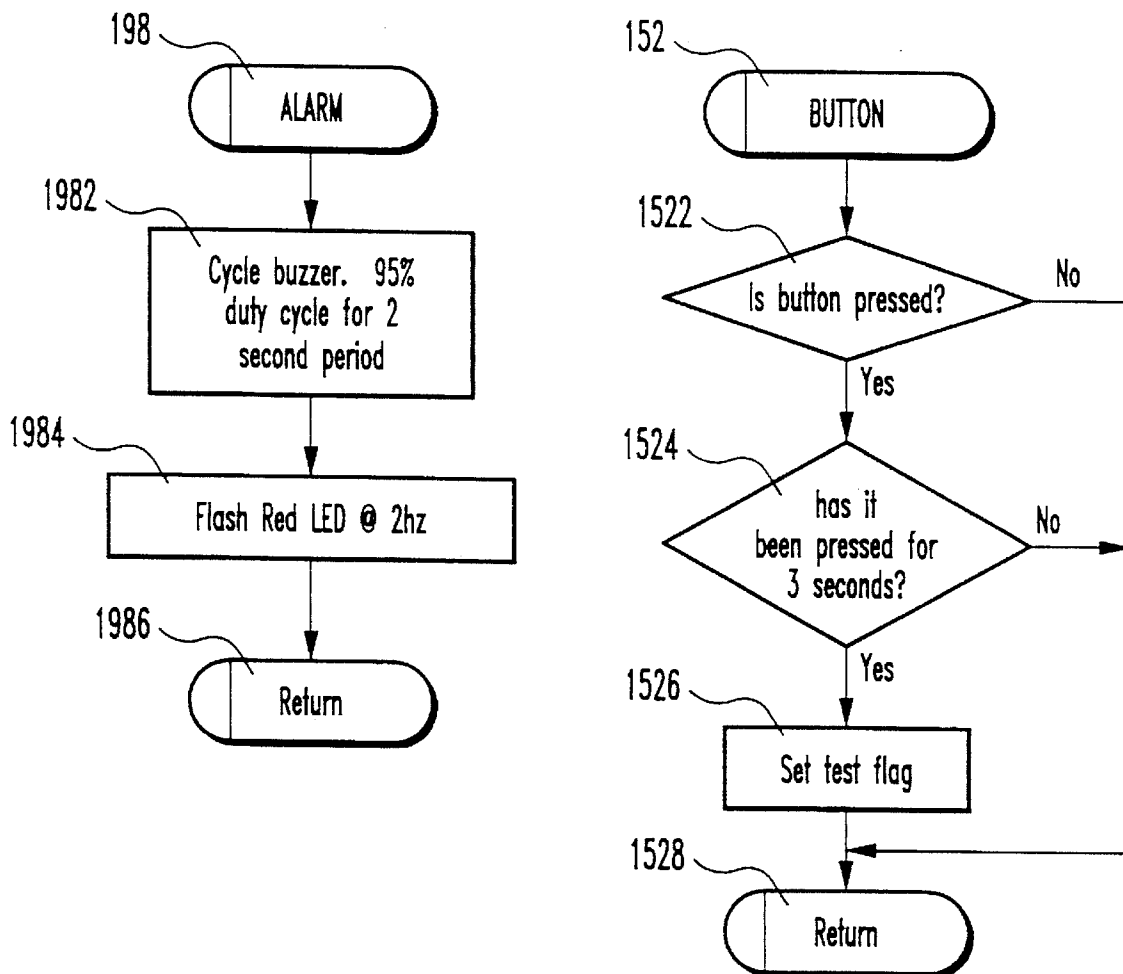 198
ALARM
1982
Cycle buzzer. 95%
duty cycle for 2
second period
1984
Flash Red LED @ 2hz
1986
Return
152
BUTTON
1522
Is button pressed?
No
Yes
1524
has it
been pressed for
3 seconds?
No
Yes
1526
Set test flag
1528
Return